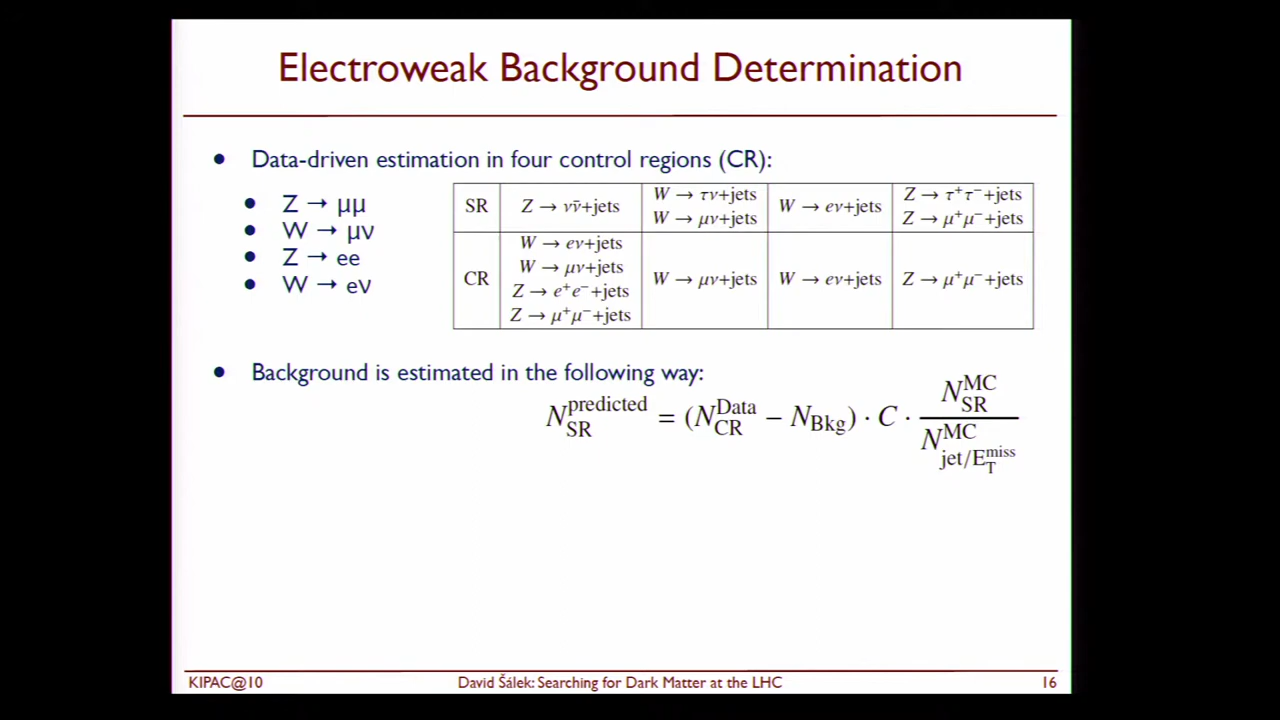 Electroweak Background Determination
• Data-driven estimation in four control regions (CR):
• Z → μμ
• W → μν
• Z → ee
• W → eν
SR
Z → νν̄+jets
W → τν+jets
W → μν+jets
W → eν+jets
Z → τ⁺τ⁻+jets
Z → μ⁺μ⁻+jets
CR
W → eν+jets
W → μν+jets
Z → e⁺e⁻+jets
Z → μ⁺μ⁻+jets
W → μν+jets
W → eν+jets
Z → μ⁺μ⁻+jets
• Background is estimated in the following way:
N_SR^predicted = (N_CR^Data − N_Bkg) · C · N_SR^MC / N_jet/E_T^miss^MC
KIPAC@10 David Šálek: Searching for Dark Matter at the LHC 16